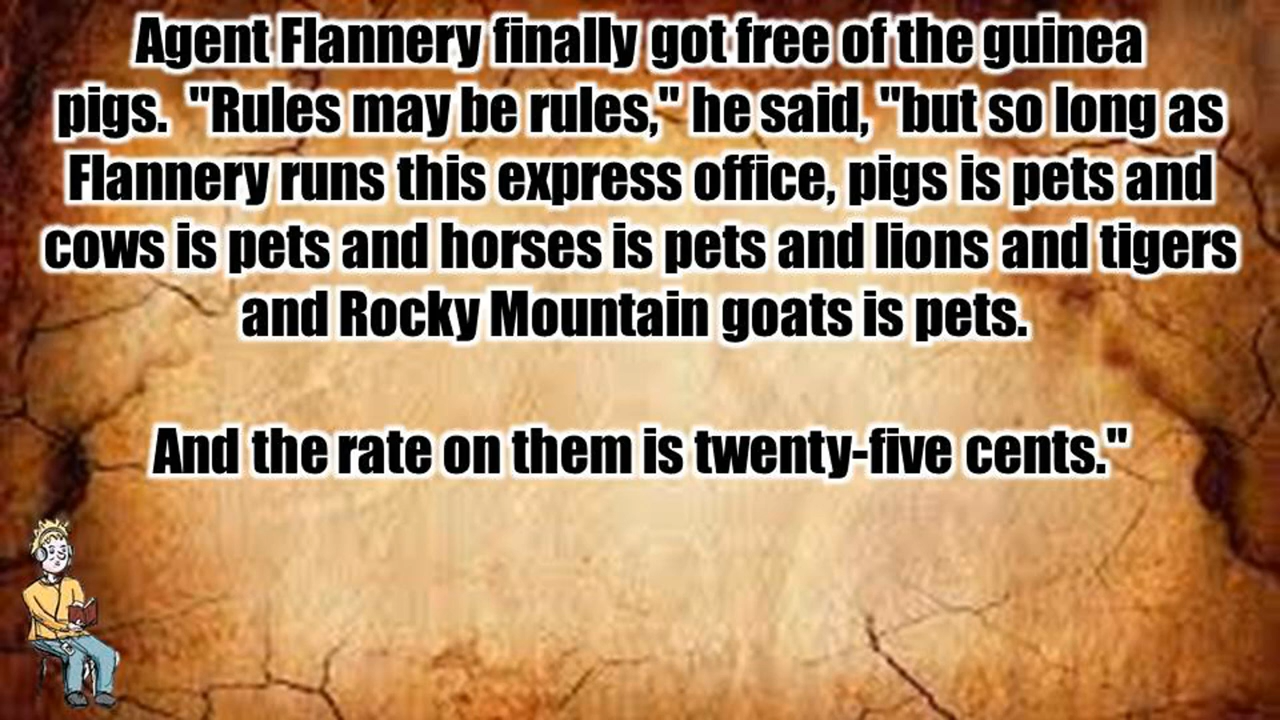 Agent Flannery finally got free of the guinea
pigs.  "Rules may be rules," he said, "but so long as
Flannery runs this express office, pigs is pets and
cows is pets and horses is pets and lions and tigers
and Rocky Mountain goats is pets.
And the rate on them is twenty-five cents."